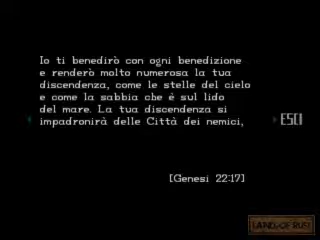 Io ti benedirò con ogni benedizione
e renderò molto numerosa la tua
discendenza, come le stelle del cielo
e come la sabbia che è sul lido
del mare. La tua discendenza si
impadronirà delle Città dei nemici,
ESCI
[Genesi 22:17]